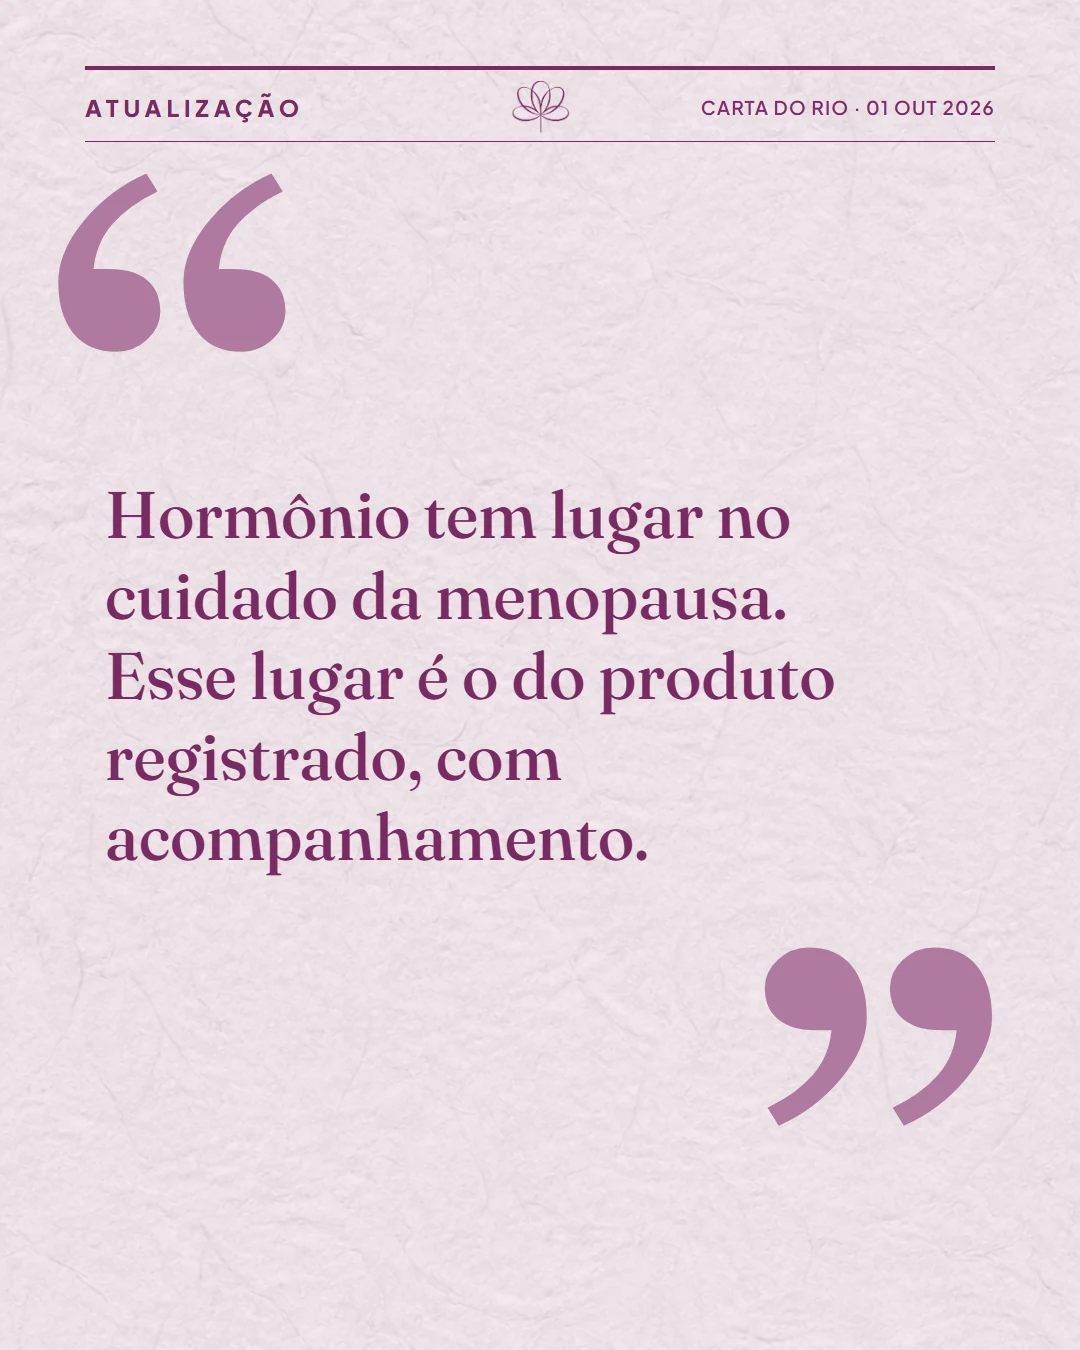 ATUALIZAÇÃO
CARTA DO RIO · 01 OUT 2026
“
Hormônio tem lugar no
cuidado da menopausa.
Esse lugar é o do produto
registrado, com
acompanhamento.
”